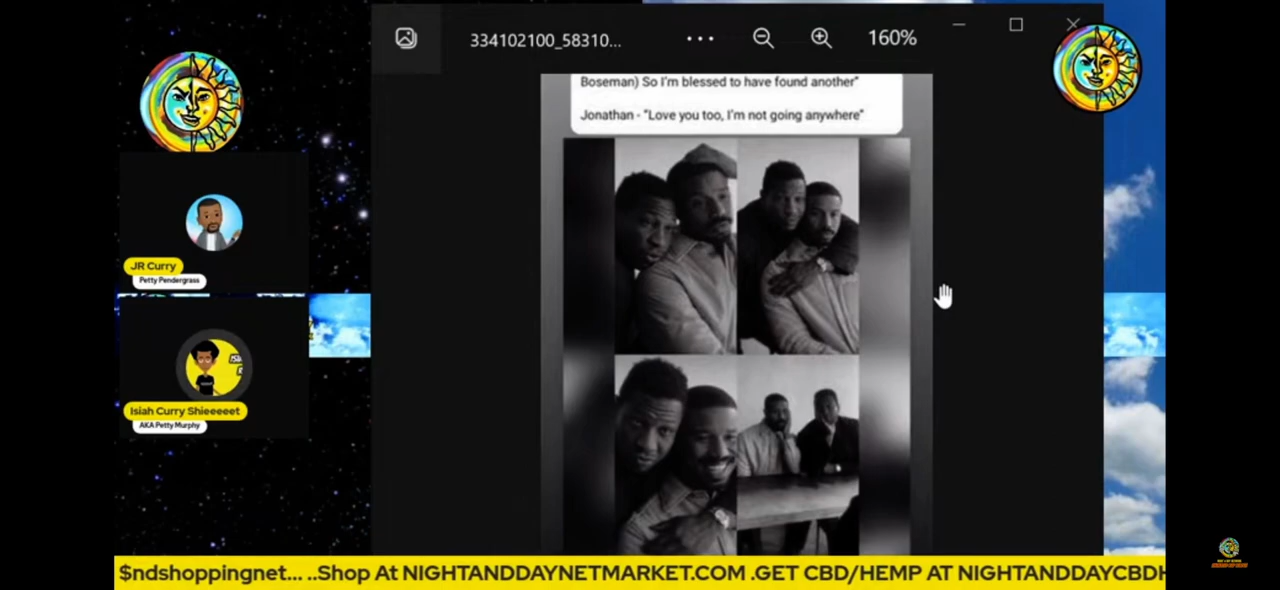 334102100_58310...
160%
Boseman) So I'm blessed to have found another"
Jonathan - "Love you too, I'm not going anywhere"
JR Curry
Petty Pendergrass
Isiah Curry Shieeeeet
AKA Petty Murphy
$ndshoppingnet... ..Shop At NIGHTANDDAYNETMARKET.COM .GET CBD/HEMP AT NIGHTANDDAYCBDH